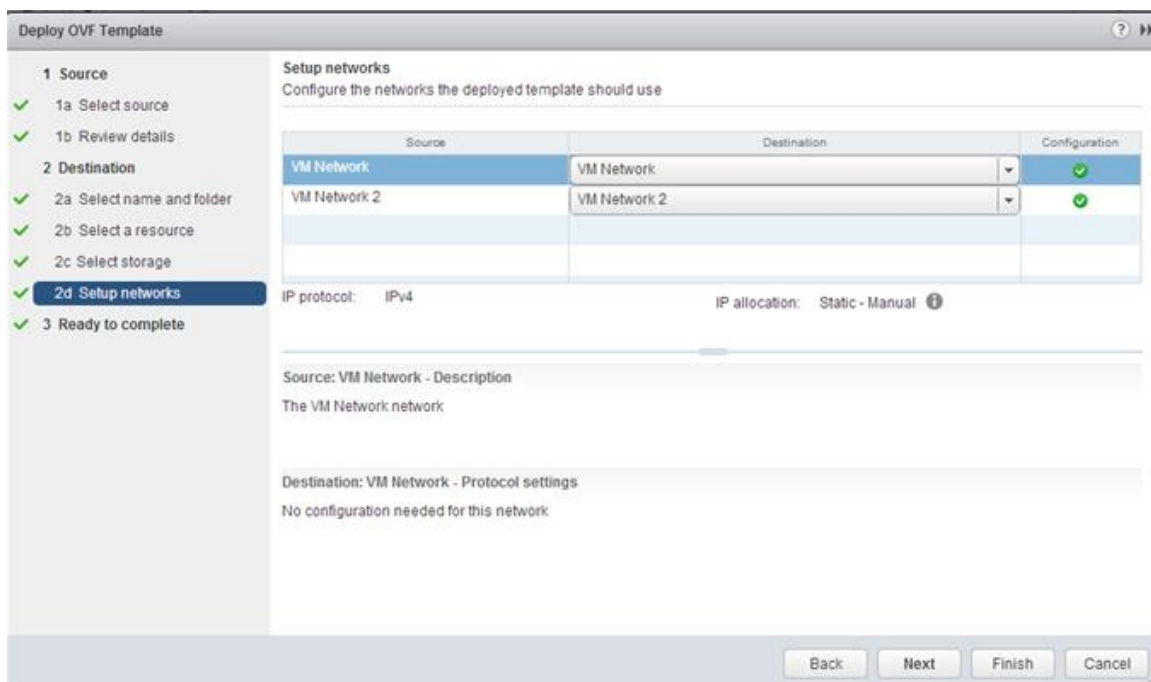 Deploy OVF Template
1 Source
1a Select source
1b Review details
2 Destination
2a Select name and folder
2b Select a resource
2c Select storage
2d Setup networks
3 Ready to complete
Setup networks
Configure the networks the deployed template should use
Source Destination Configuration
VM Network VM Network
VM Network 2 VM Network 2
IP protocol: IPv4 IP allocation: Static - Manual
Source: VM Network - Description
The VM Network network
Destination: VM Network - Protocol settings
No configuration needed for this network
Back Next Finish Cancel